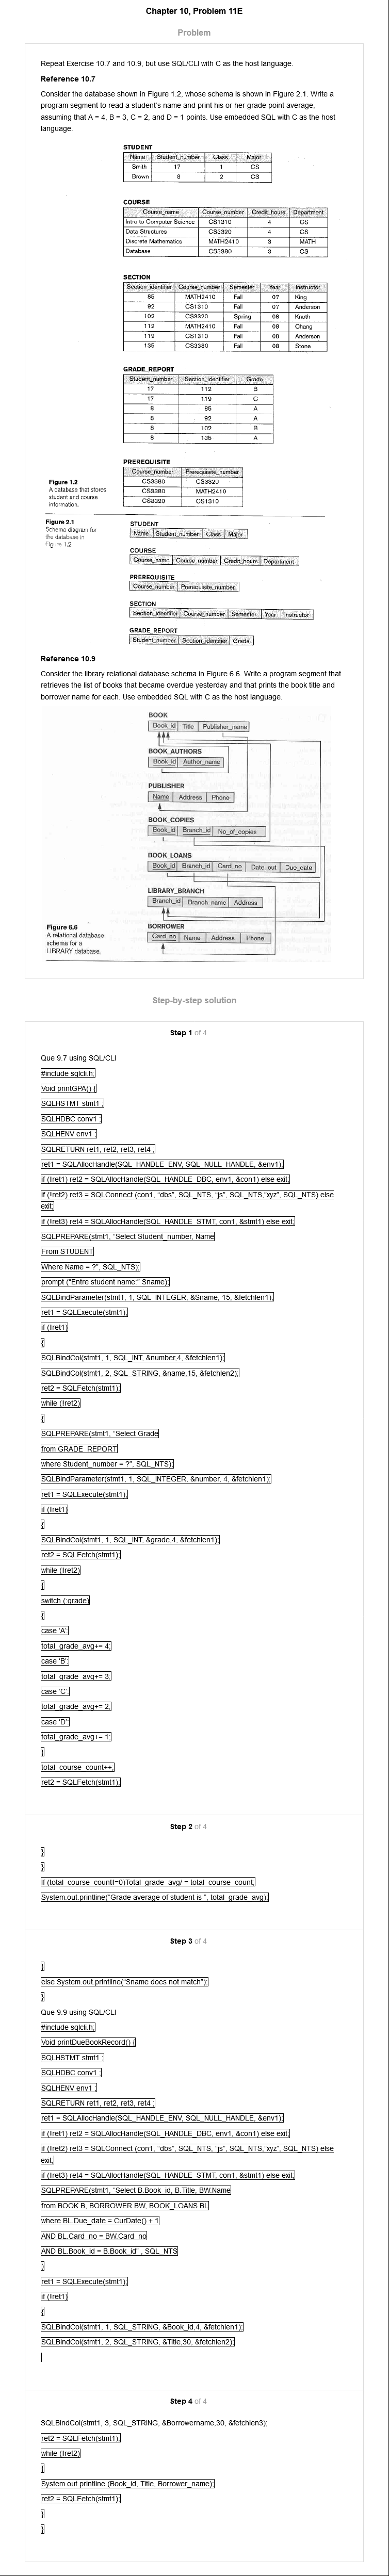 Chapter 10, Problem 11E
Problem
Repeat Exercise 10.7 and 10.9, but use SQL/CLI with C as the host language.
Reference 10.7
Consider the database shown in Figure 1.2, whose schema is shown in Figure 2.1. Write a
program segment to read a student's name and print his or her grade point average,
assuming that A = 4, B = 3, C = 2, and D = 1 points. Use embedded SQL with C as the host
language.
STUDENT
Name Student_number Class Major
Smith 17 1 CS
Brown 8 2 CS
COURSE
Course_name Course_number Credit_hours Department
Intro to Computer Science CS1310 4 CS
Data Structures CS3320 4 CS
Discrete Mathematics MATH2410 3 MATH
Database CS3380 3 CS
SECTION
Section_identifier Course_number Semester Year Instructor
85 MATH2410 Fall 07 King
92 CS1310 Fall 07 Anderson
102 CS3320 Spring 08 Knuth
112 MATH2410 Fall 08 Chang
119 CS1310 Fall 08 Anderson
135 CS3380 Fall 08 Stone
GRADE_REPORT
Student_number Section_identifier Grade
17 112 B
17 119 C
8 85 A
8 92 A
8 102 B
8 135 A
PREREQUISITE
Course_number Prerequisite_number
CS3380 CS3320
CS3380 MATH2410
CS3320 CS1310
Figure 1.2
A database that stores
student and course
information.
Figure 2.1
Schema diagram for
the database in
Figure 1.2.
STUDENT
Name Student_number Class Major
COURSE
Course_name Course_number Credit_hours Department
PREREQUISITE
Course_number Prerequisite_number
SECTION
Section_identifier Course_number Semester Year Instructor
GRADE_REPORT
Student_number Section_identifier Grade
Reference 10.9
Consider the library relational database schema in Figure 6.6. Write a program segment that
retrieves the list of books that became overdue yesterday and that prints the book title and
borrower name for each. Use embedded SQL with C as the host language.
BOOK
Book_id Title Publisher_name
BOOK_AUTHORS
Book_id Author_name
PUBLISHER
Name Address Phone
BOOK_COPIES
Book_id Branch_id No_of_copies
BOOK_LOANS
Book_id Branch_id Card_no Date_out Due_date
LIBRARY_BRANCH
Branch_id Branch_name Address
BORROWER
Card_no Name Address Phone
Figure 6.6
A relational database
schema for a
LIBRARY database.
Step-by-step solution
Step 1 of 4
Que 9.7 using SQL/CLI
#include sqlcli.h;
Void printGPA() {
SQLHSTMT stmt1 ;
SQLHDBC conv1 ;
SQLHENV env1 ;
SQLRETURN ret1, ret2, ret3, ret4 ;
ret1 = SQLAllocHandle(SQL_HANDLE_ENV, SQL_NULL_HANDLE, &env1);
if (!ret1) ret2 = SQLAllocHandle(SQL_HANDLE_DBC, env1, &con1) else exit;
if (!ret2) ret3 = SQLConnect (con1, "dbs", SQL_NTS, "js", SQL_NTS,"xyz", SQL_NTS) else
exit;
if (!ret3) ret4 = SQLAllocHandle(SQL_HANDLE_STMT, con1, &stmt1) else exit;
SQLPREPARE(stmt1, "Select Student_number, Name
From STUDENT
Where Name = ?", SQL_NTS);
prompt ("Entre student name:" Sname);
SQLBindParameter(stmt1, 1, SQL_INTEGER, &Sname, 15, &fetchlen1);
ret1 = SQLExecute(stmt1);
if (!ret1)
{
SQLBindCol(stmt1, 1, SQL_INT, &number,4, &fetchlen1);
SQLBindCol(stmt1, 2, SQL_STRING, &name,15, &fetchlen2);
ret2 = SQLFetch(stmt1);
while (!ret2)
{
SQLPREPARE(stmt1, "Select Grade
from GRADE_REPORT
where Student_number = ?", SQL_NTS);
SQLBindParameter(stmt1, 1, SQL_INTEGER, &number, 4, &fetchlen1);
ret1 = SQLExecute(stmt1);
if (!ret1)
{
SQLBindCol(stmt1, 1, SQL_INT, &grade,4, &fetchlen1);
ret2 = SQLFetch(stmt1);
while (!ret2)
{
switch (:grade)
{
case 'A':
total_grade_avg+= 4;
case 'B':
total_grade_avg+= 3;
case 'C':
total_grade_avg+= 2;
case 'D':
total_grade_avg+= 1;
}
total_course_count++;
ret2 = SQLFetch(stmt1);
Step 2 of 4
}
}
If (total_course_count!=0)Total_grade_avg/ = total_course_count;
System.out.printline("Grade average of student is ", total_grade_avg);
Step 3 of 4
}
else System.out.printline("Sname does not match");
}
Que 9.9 using SQL/CLI
#include sqlcli.h;
Void printDueBookRecord() {
SQLHSTMT stmt1 ;
SQLHDBC conv1 ;
SQLHENV env1 ;
SQLRETURN ret1, ret2, ret3, ret4 ;
ret1 = SQLAllocHandle(SQL_HANDLE_ENV, SQL_NULL_HANDLE, &env1);
if (!ret1) ret2 = SQLAllocHandle(SQL_HANDLE_DBC, env1, &con1) else exit;
if (!ret2) ret3 = SQLConnect (con1, "dbs", SQL_NTS, "js", SQL_NTS,"xyz", SQL_NTS) else
exit;
if (!ret3) ret4 = SQLAllocHandle(SQL_HANDLE_STMT, con1, &stmt1) else exit;
SQLPREPARE(stmt1, "Select B.Book_id, B.Title, BW.Name
from BOOK B, BORROWER BW, BOOK_LOANS BL
where BL.Due_date = CurDate() + 1
AND BL.Card_no = BW.Card_no
AND BL.Book_id = B.Book_id" , SQL_NTS
)
ret1 = SQLExecute(stmt1);
if (!ret1)
{
SQLBindCol(stmt1, 1, SQL_STRING, &Book_id,4, &fetchlen1);
SQLBindCol(stmt1, 2, SQL_STRING, &Title,30, &fetchlen2);
Step 4 of 4
SQLBindCol(stmt1, 3, SQL_STRING, &Borrowername,30, &fetchlen3);
ret2 = SQLFetch(stmt1);
while (!ret2)
{
System.out.printline (Book_id, Title, Borrower_name);
ret2 = SQLFetch(stmt1);
}
}